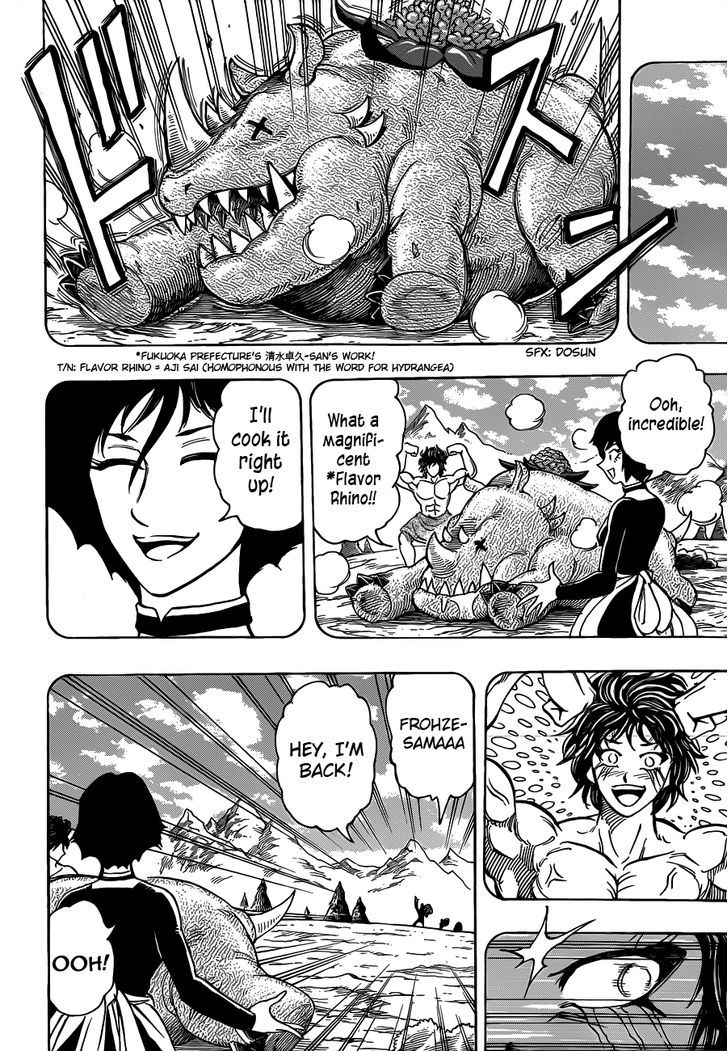 ドスン
*FUKUOKA PREFECTURE'S 清水卓久-SAN'S WORK!
SFX: DOSUN
T/N: FLAVOR RHINO = AJI SAI (HOMOPHONOUS WITH THE WORD FOR HYDRANGEA)
Ooh,
incredible!
What a
magnifi-
cent
*Flavor
Rhino!!
I'll
cook it
right
up!
FROHZE-
SAMAAA
HEY, I'M
BACK!
OOH!